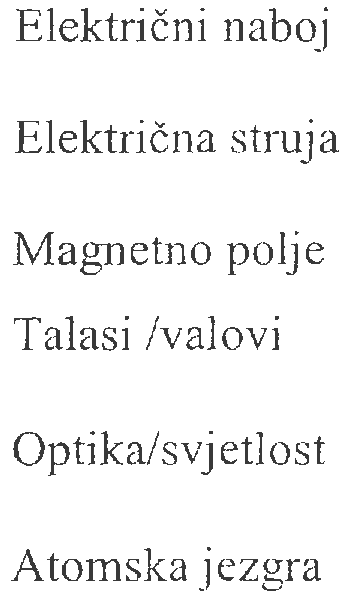 Električni naboj
Električna struja
Magnetno polje
Talasi /valovi
Optika/svjetlost
Atomska jezgra